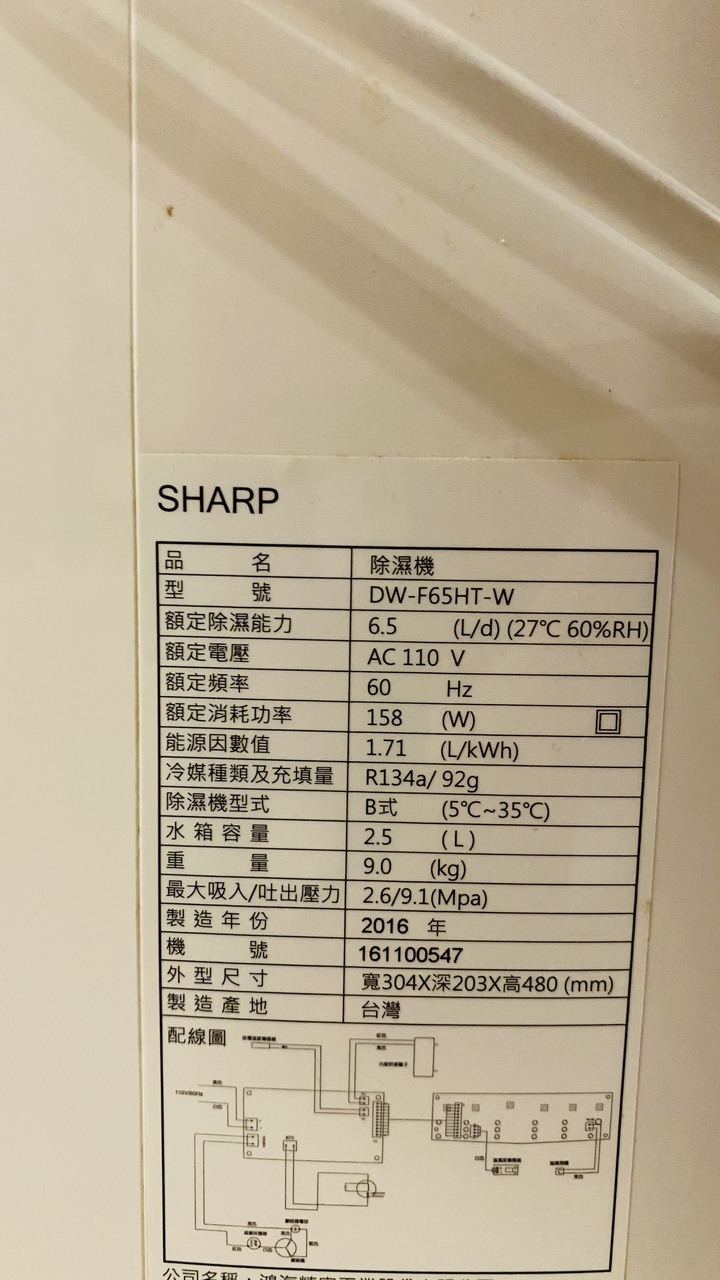 SHARP
品名 除濕機
型號 DW-F65HT-W
額定除濕能力 6.5 (L/d) (27℃ 60%RH)
額定電壓 AC 110 V
額定頻率 60 Hz
額定消耗功率 158 (W)
能源因數值 1.71 (L/kWh)
冷媒種類及充填量 R134a/ 92g
除濕機型式 B式 (5℃~35℃)
水箱容量 2.5 (L)
重量 9.0 (kg)
最大吸入/吐出壓力 2.6/9.1(Mpa)
製造年份 2016 年
機號 161100547
外型尺寸 寬304X深203X高480 (mm)
製造產地 台灣
配線圖